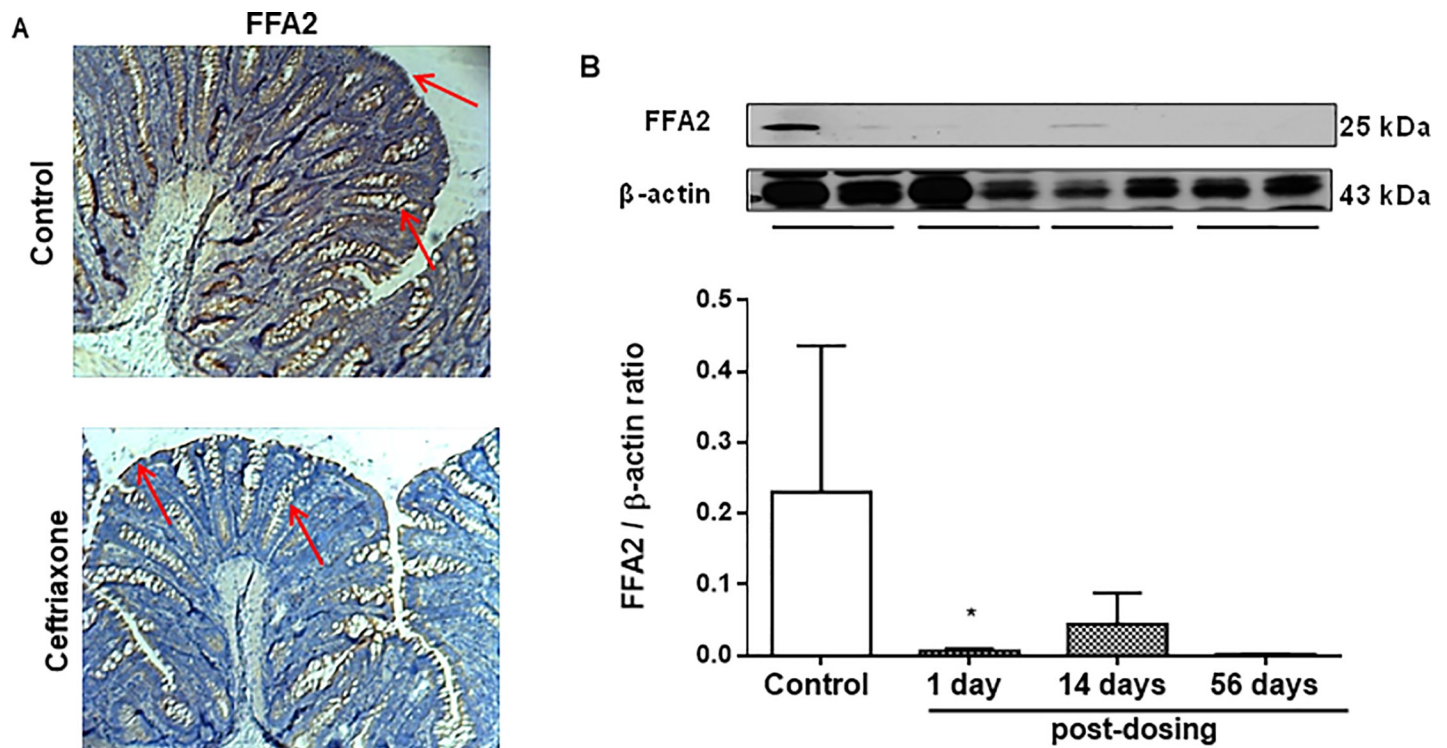 A
FFA2
Control
Ceftriaxone
B
FFA2
25 kDa
β-actin
43 kDa
FFA2 / β-actin ratio
0.5
0.4
0.3
0.2
0.1
0.0
*
Control 1 day 14 days 56 days
post-dosing